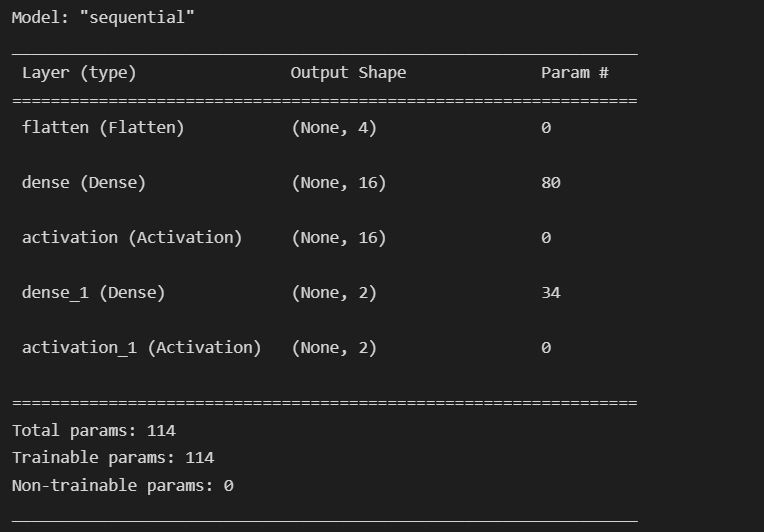 Model: "sequential"
_________________________________________________________________
Layer (type)                Output Shape              Param #
=================================================================
flatten (Flatten)           (None, 4)                 0
dense (Dense)               (None, 16)                80
activation (Activation)     (None, 16)                0
dense_1 (Dense)             (None, 2)                 34
activation_1 (Activation)   (None, 2)                 0
=================================================================
Total params: 114
Trainable params: 114
Non-trainable params: 0
_________________________________________________________________